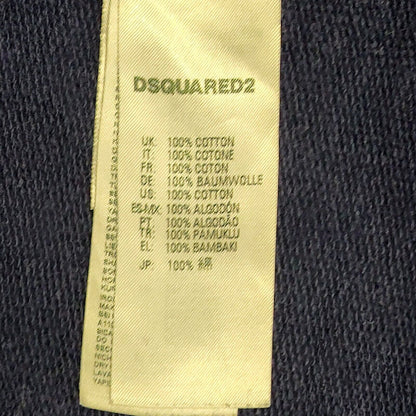 DSQUARED2
UK: 100% COTTON
IT: 100% COTONE
FR: 100% COTON
DE: 100% BAUMWOLLE
US: 100% COTTON
ES-MX: 100% ALGODÓN
PT: 100% ALGODÃO
TR: 100% PAMUKLU
EL: 100% BAMBAKI
JP: 100% 綿